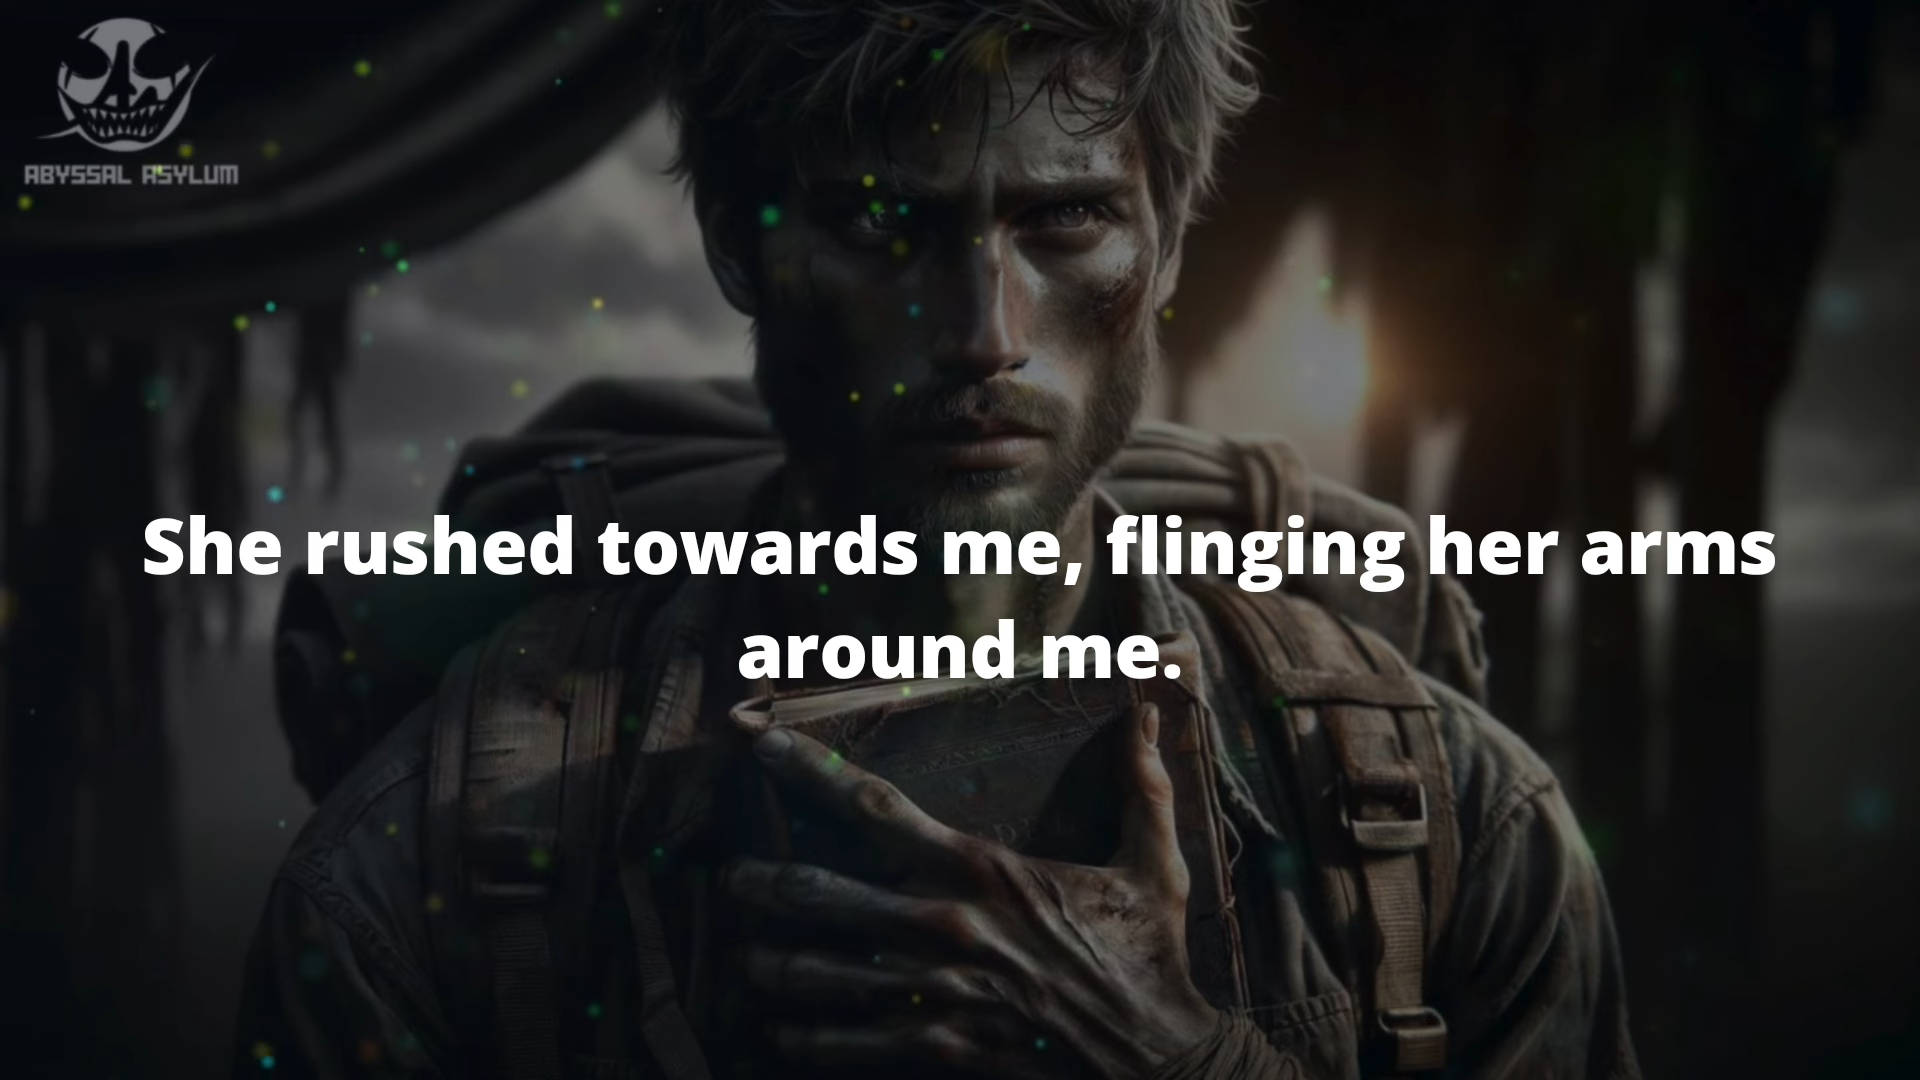 ABYSSAL ASYLUM
She rushed towards me, flinging her arms
around me.